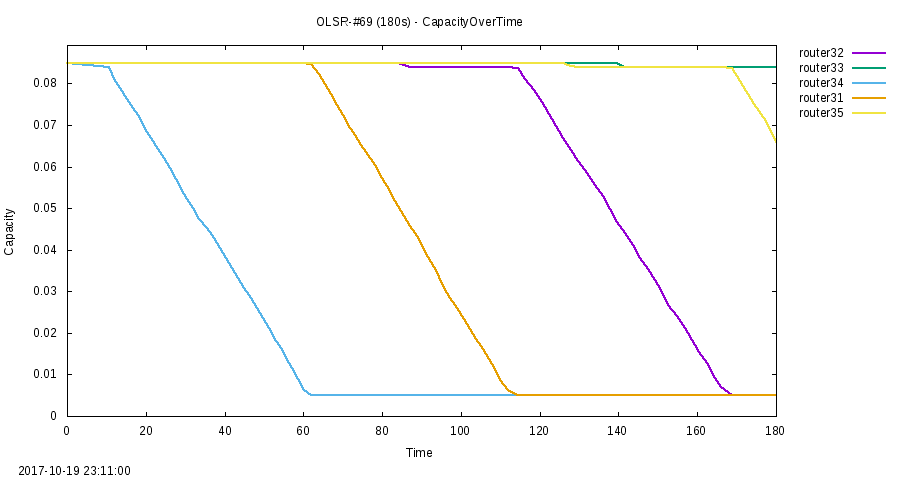 OLSR-#69 (180s) - CapacityOverTime
router32
router33
router34
router31
router35
Capacity
0.08
0.07
0.06
0.05
0.04
0.03
0.02
0.01
0
0 20 40 60 80 100 120 140 160 180
Time
2017-10-19 23:11:00